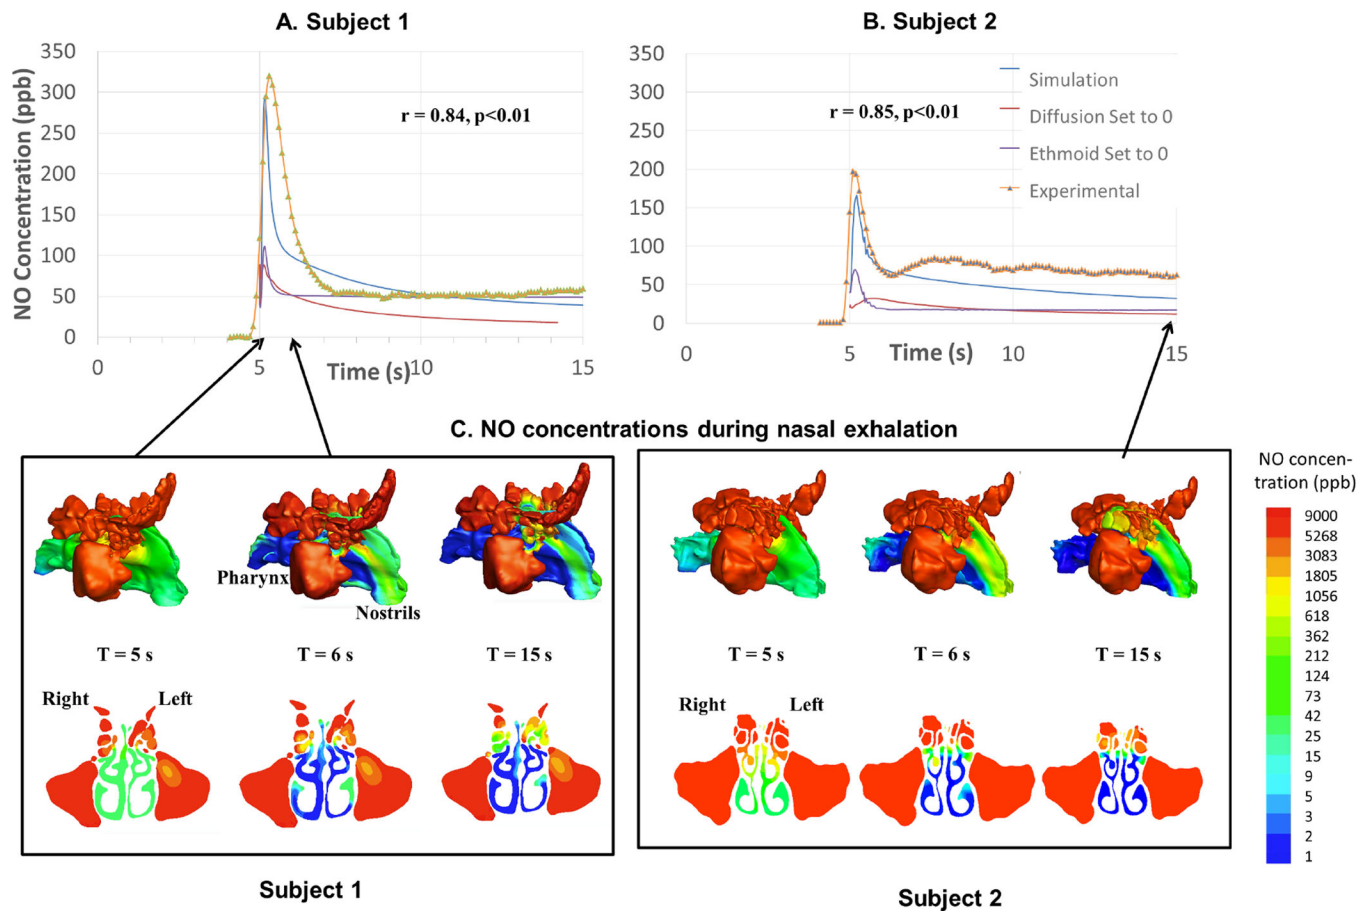 A. Subject 1
B. Subject 2
NO Concentration (ppb)
350
300
250
200
150
100
50
0
r = 0.84, p<0.01
0
5
10
15
Time (s)
350
300
250
200
150
100
50
0
r = 0.85, p<0.01
Simulation
Diffusion Set to 0
Ethmoid Set to 0
Experimental
0
5
10
15
Time (s)
C. NO concentrations during nasal exhalation
Pharynx
Nostrils
T = 5 s
T = 6 s
T = 15 s
Right
Left
T = 5 s
T = 6 s
T = 15 s
Right
Left
NO concen-
tration (ppb)
9000
5268
3083
1805
1056
618
362
212
124
73
42
25
15
9
5
3
2
1
Subject 1
Subject 2